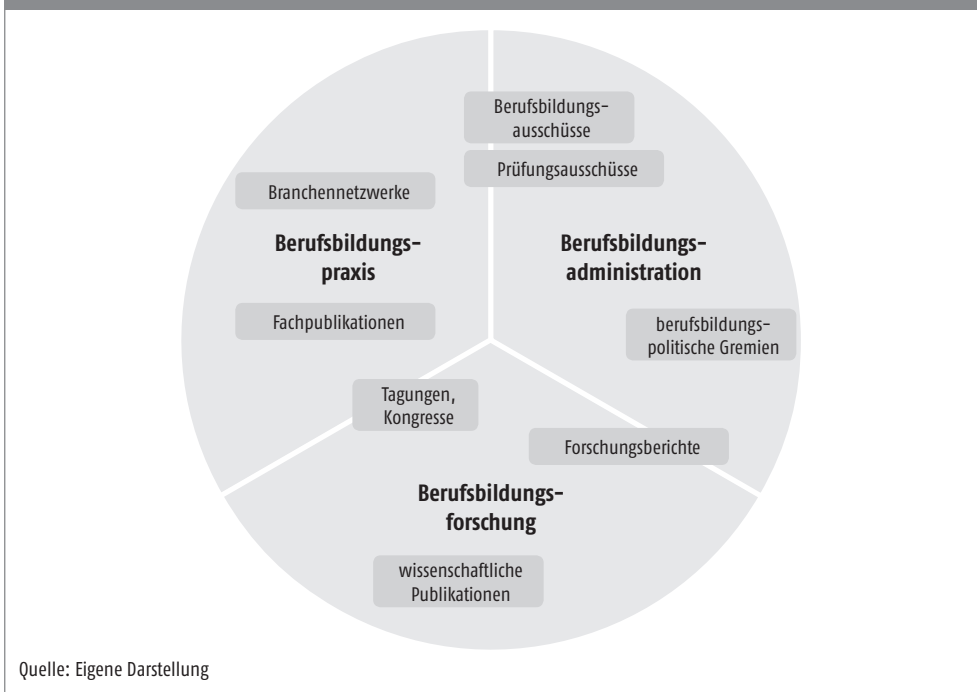 Berufsbildungs-
ausschüsse
Prüfungsausschüsse
Branchennetzwerke
Berufsbildungs-
praxis
Berufsbildungs-
administration
Fachpublikationen
berufsbildungs-
politische Gremien
Tagungen,
Kongresse
Forschungsberichte
Berufsbildungs-
forschung
wissenschaftliche
Publikationen
Quelle: Eigene Darstellung